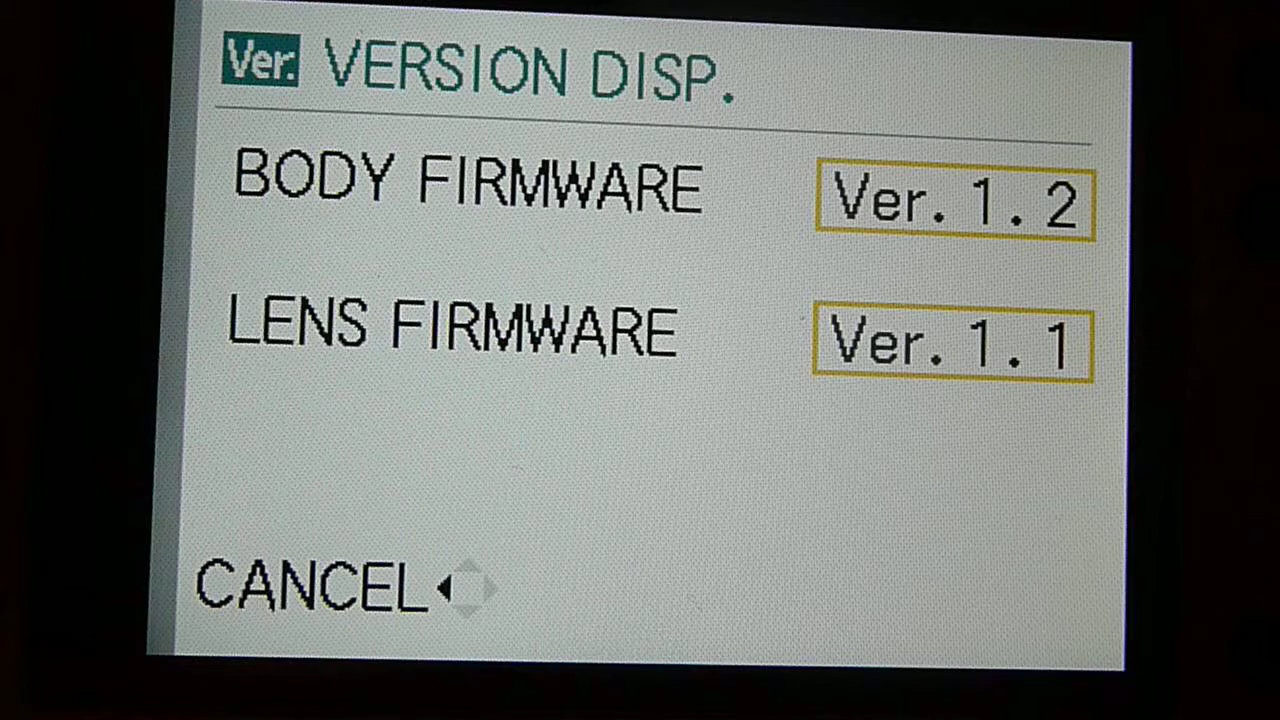 Ver. VERSION DISP.
BODY FIRMWARE Ver. 1. 2
LENS FIRMWARE Ver. 1. 1
CANCEL